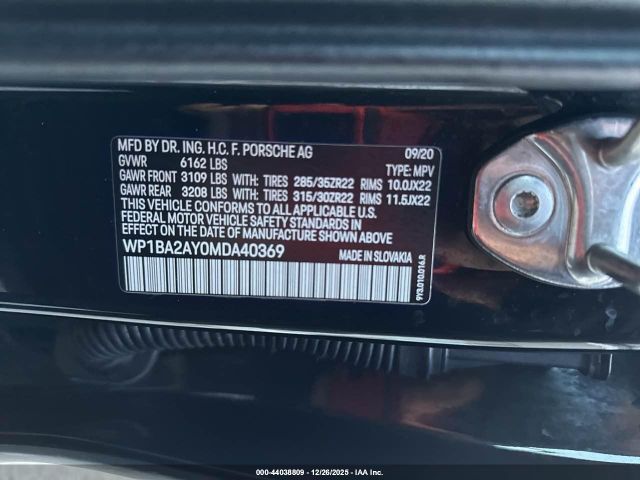 MFD BY DR. ING. H.C. F. PORSCHE AG 09/20
GVWR 6162 LBS TYPE: MPV
GAWR FRONT 3109 LBS WITH: TIRES 285/35ZR22 RIMS 10.0JX22
GAWR REAR 3208 LBS WITH: TIRES 315/30ZR22 RIMS 11.5JX22
THIS VEHICLE CONFORMS TO ALL APPLICABLE U.S.
FEDERAL MOTOR VEHICLE SAFETY STANDARDS IN
EFFECT ON THE DATE OF MANUFACTURE SHOWN ABOVE.
WP1BA2AY0MDA40369 MADE IN SLOVAKIA
9Y3.010.016.R
000-44038809 - 12/26/2025 - IAA Inc.